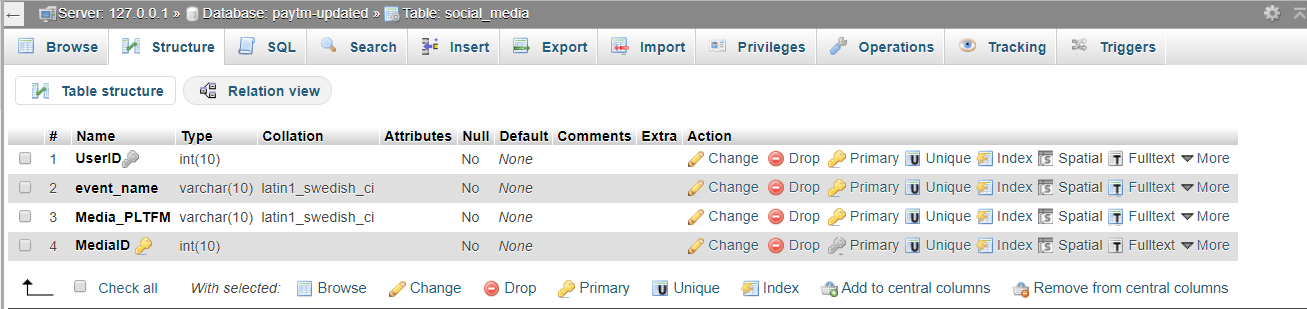 Server: 127.0.0.1 » Database: paytm-updated » Table: social_media
Browse Structure SQL Search Insert Export Import Privileges Operations Tracking Triggers
Table structure Relation view
# Name Type Collation Attributes Null Default Comments Extra Action
1 UserID int(10) No None Change Drop Primary Unique Index Spatial Fulltext More
2 event_name varchar(10) latin1_swedish_ci No None Change Drop Primary Unique Index Spatial Fulltext More
3 Media_PLTFM varchar(10) latin1_swedish_ci No None Change Drop Primary Unique Index Spatial Fulltext More
4 MediaID int(10) No None Change Drop Primary Unique Index Spatial Fulltext More
Check all With selected: Browse Change Drop Primary Unique Index Add to central columns Remove from central columns